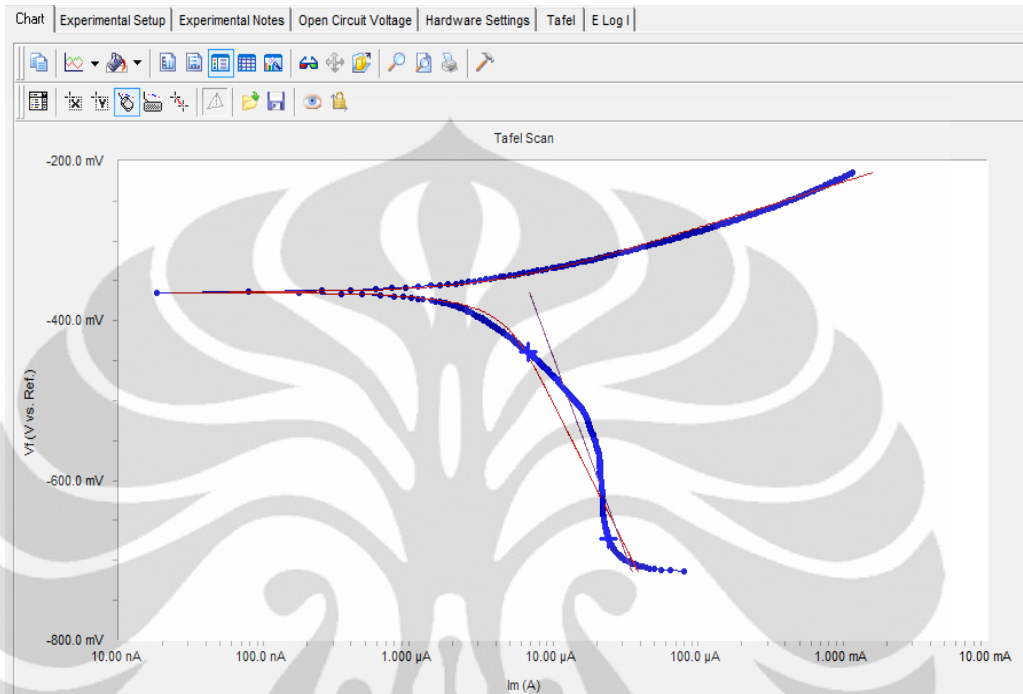 Chart Experimental Setup Experimental Notes Open Circuit Voltage Hardware Settings Tafel E Log I
Tafel Scan
-200.0 mV
-400.0 mV
-600.0 mV
-800.0 mV
Vf (V vs. Ref.)
10.00 nA 100.0 nA 1.000 µA 10.00 µA 100.0 µA 1.000 mA 10.00 mA
Im (A)